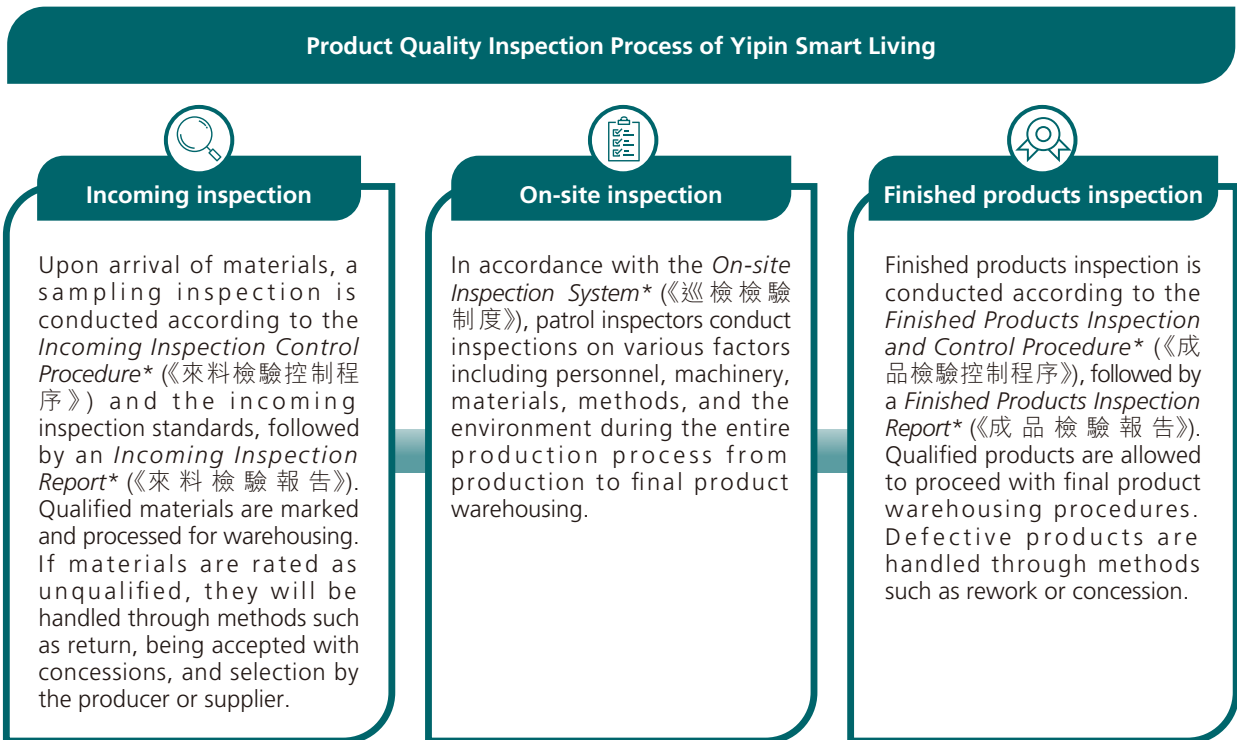 Product Quality Inspection Process of Yipin Smart Living
Incoming inspection
Upon arrival of materials, a
sampling inspection is
conducted according to the
Incoming Inspection Control
Procedure* (《來料檢驗控制程
序》) and the incoming
inspection standards, followed
by an Incoming Inspection
Report* (《來料檢驗報告》).
Qualified materials are marked
and processed for warehousing.
If materials are rated as
unqualified, they will be
handled through methods such
as return, being accepted with
concessions, and selection by
the producer or supplier.
On-site inspection
In accordance with the On-site
Inspection System* (《巡檢檢驗
制度》), patrol inspectors conduct
inspections on various factors
including personnel, machinery,
materials, methods, and the
environment during the entire
production process from
production to final product
warehousing.
Finished products inspection
Finished products inspection is
conducted according to the
Finished Products Inspection
and Control Procedure* (《成
品檢驗控制程序》), followed by
a Finished Products Inspection
Report* (《成品檢驗報告》).
Qualified products are allowed
to proceed with final product
warehousing procedures.
Defective products are
handled through methods
such as rework or concession.